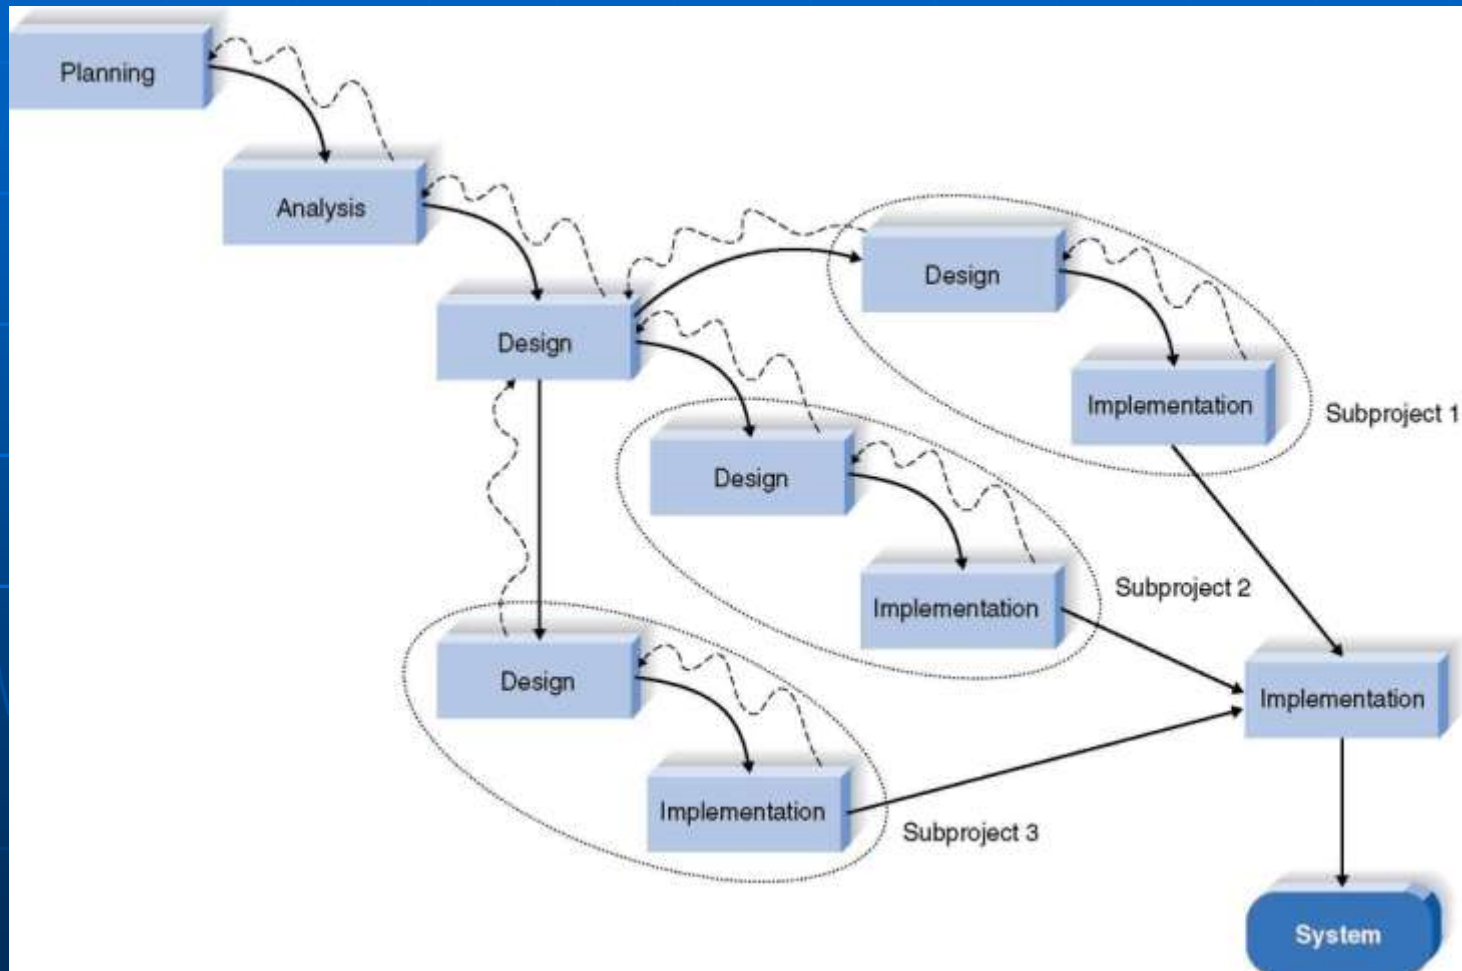 Planning
Analysis
Design
Design
Implementation
Subproject 1
Design
Implementation
Subproject 2
Design
Implementation
Subproject 3
Implementation
System